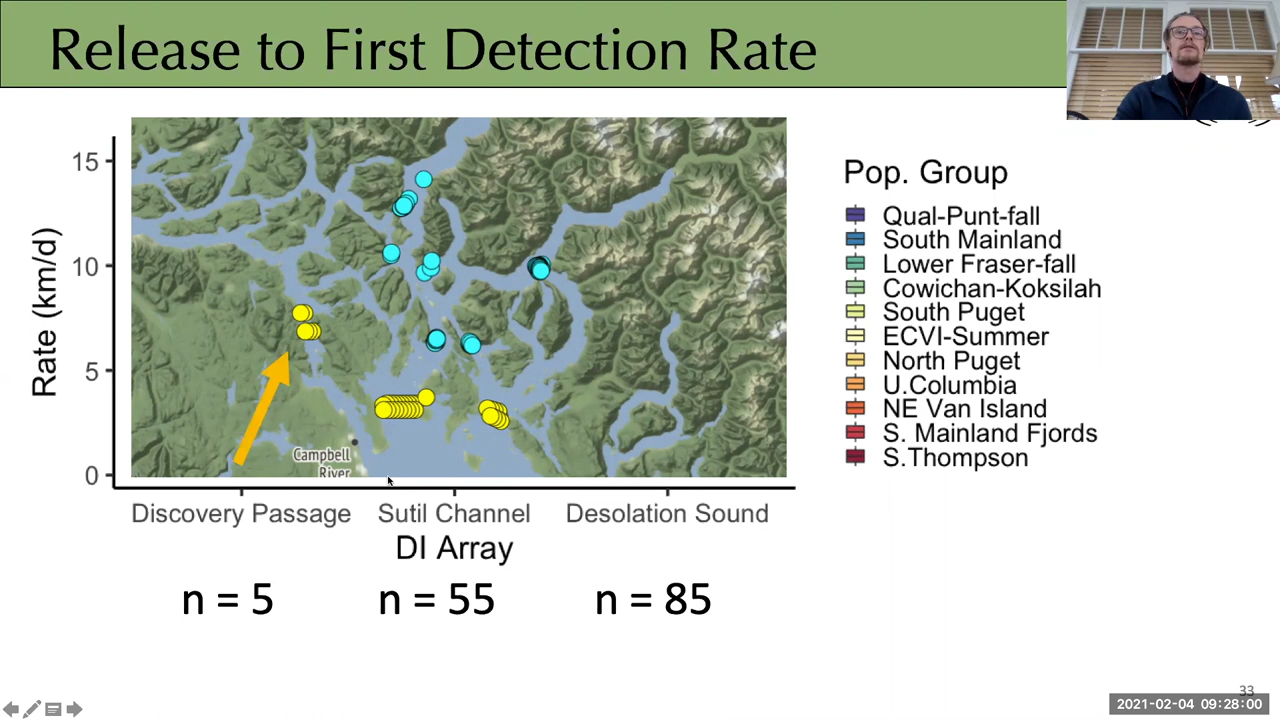 Release to First Detection Rate
Rate (km/d)
15
10
5
0
Campbell
River
Discovery Passage
Sutil Channel
Desolation Sound
DI Array
n = 5
n = 55
n = 85
Pop. Group
Qual-Punt-fall
South Mainland
Lower Fraser-fall
Cowichan-Koksilah
South Puget
ECVI-Summer
North Puget
U.Columbia
NE Van Island
S. Mainland Fjords
S.Thompson
33
2021-02-04 09:28:00